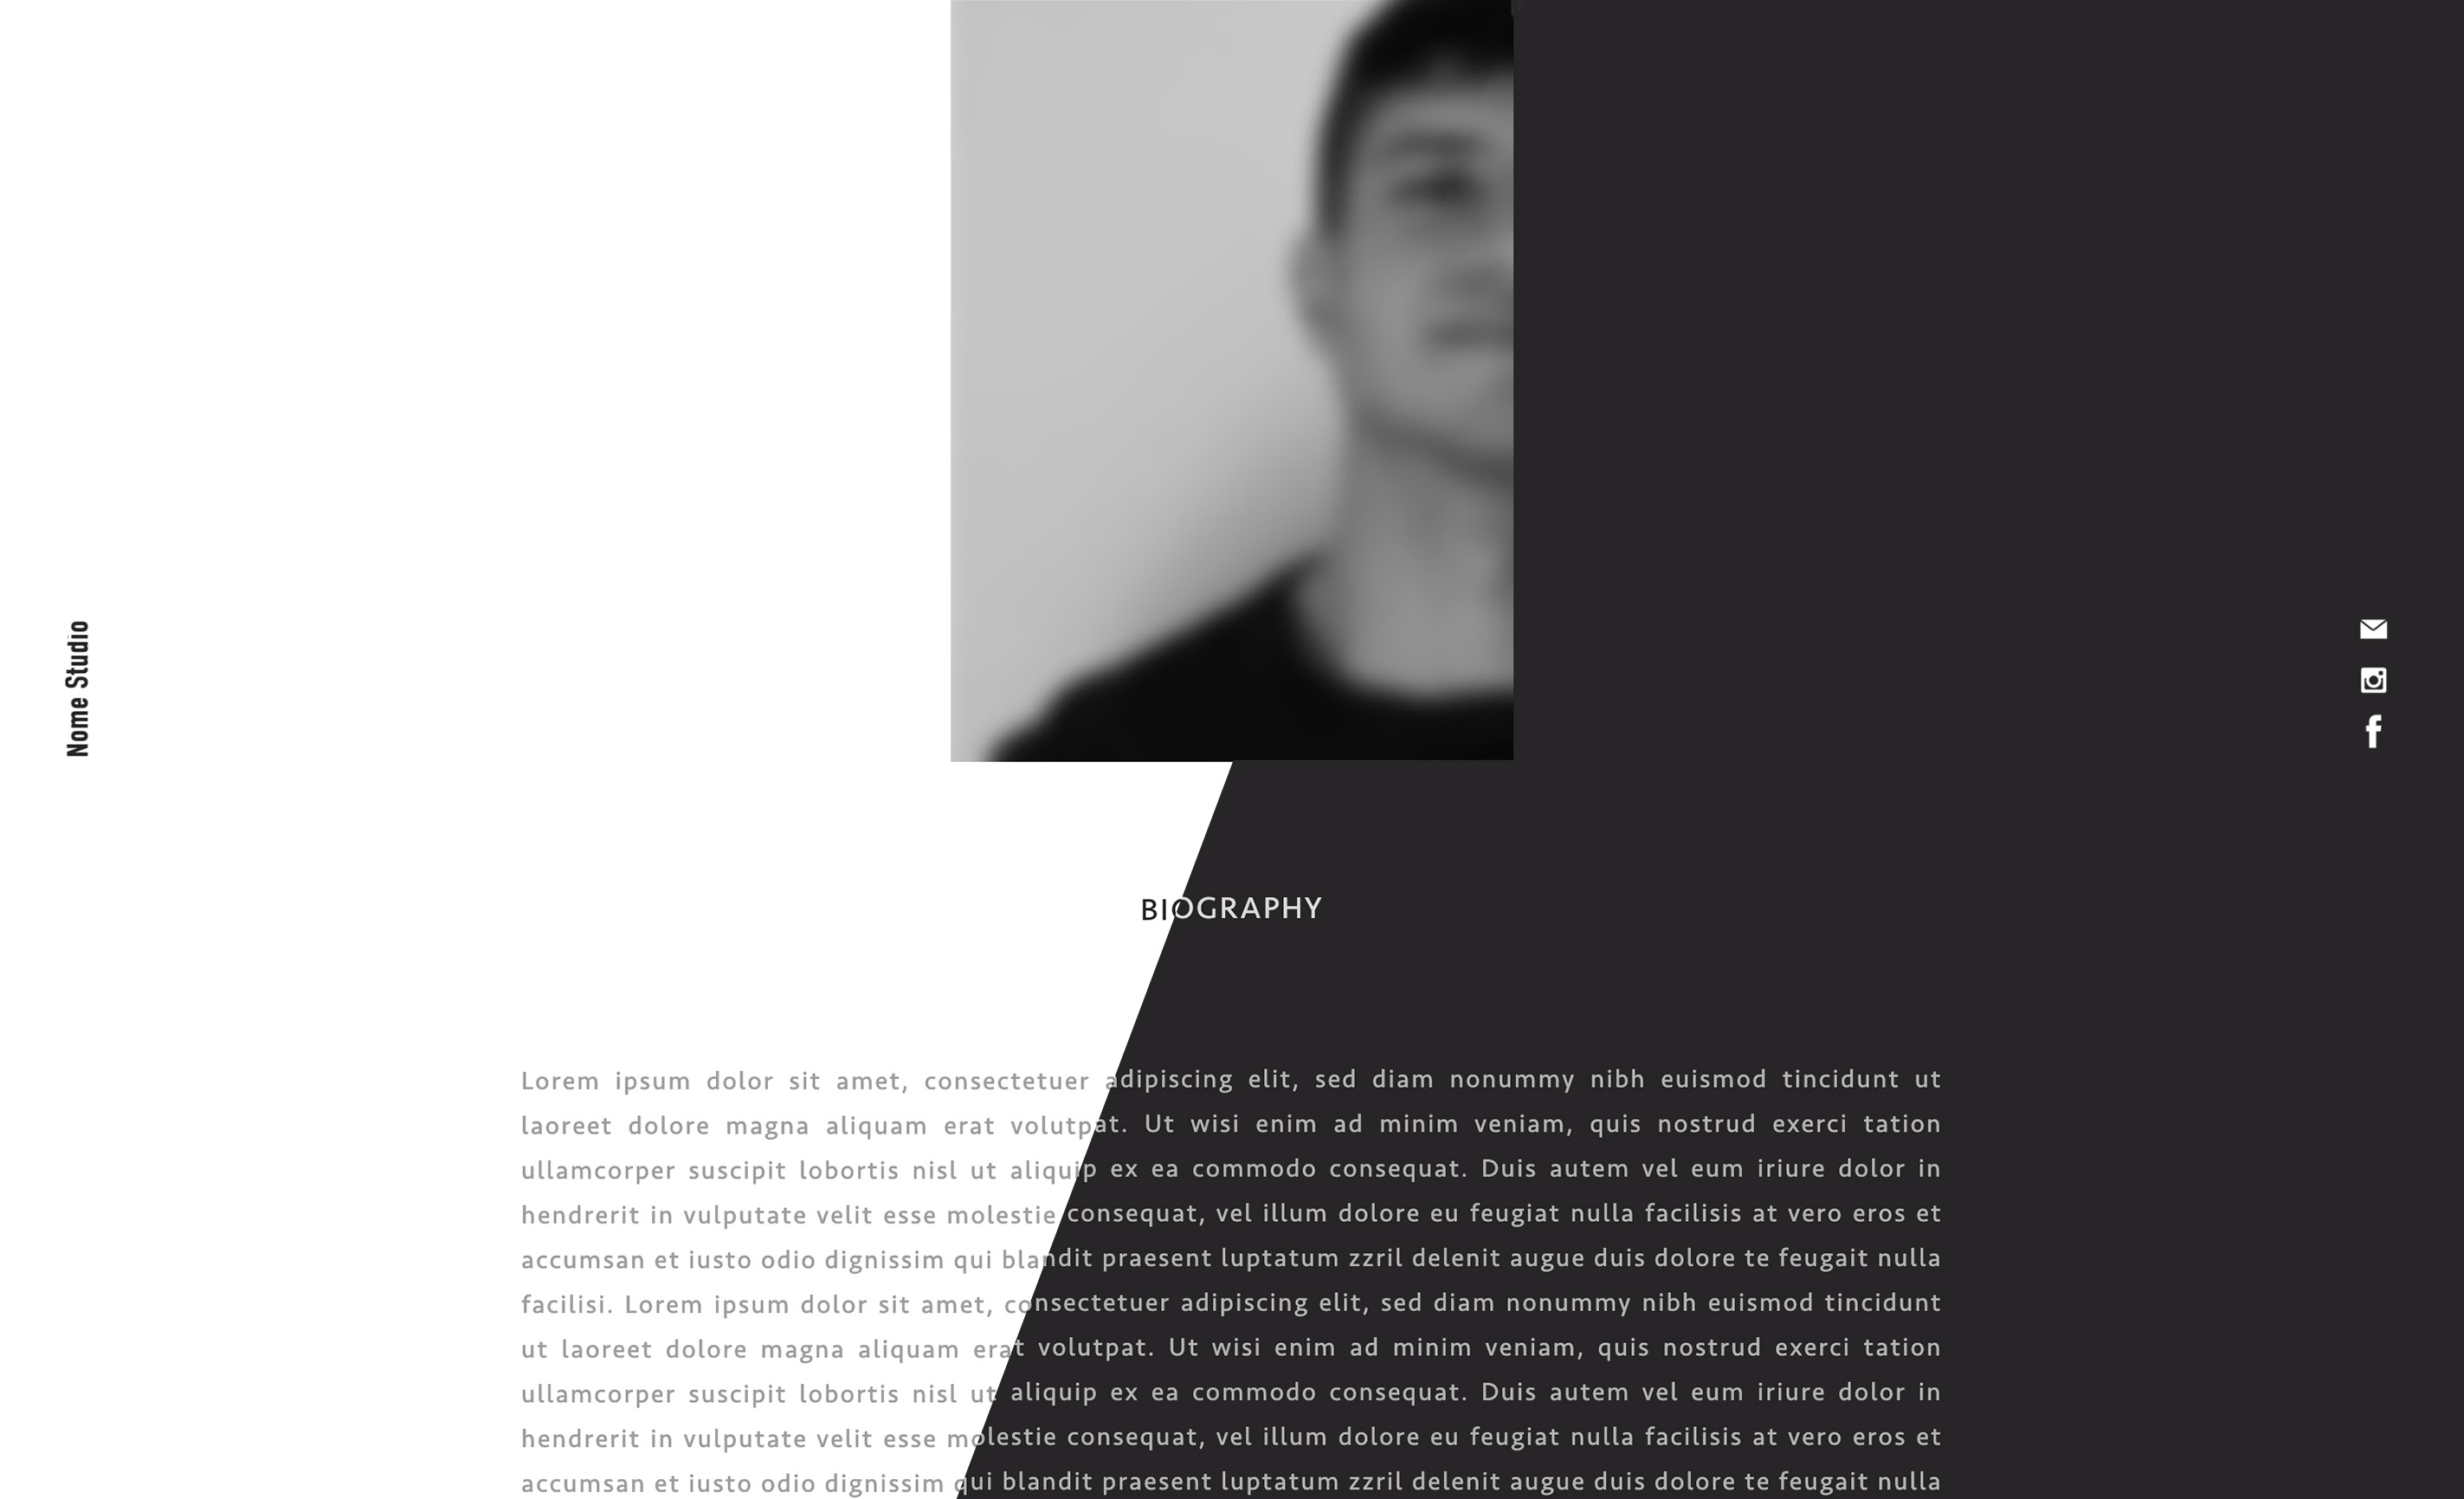 Nome Studio
BIOGRAPHY
Lorem ipsum dolor sit amet, consectetuer adipiscing elit, sed diam nonummy nibh euismod tincidunt ut
laoreet dolore magna aliquam erat volutpat. Ut wisi enim ad minim veniam, quis nostrud exerci tation
ullamcorper suscipit lobortis nisl ut aliquip ex ea commodo consequat. Duis autem vel eum iriure dolor in
hendrerit in vulputate velit esse molestie consequat, vel illum dolore eu feugiat nulla facilisis at vero eros et
accumsan et iusto odio dignissim qui blandit praesent luptatum zzril delenit augue duis dolore te feugait nulla
facilisi. Lorem ipsum dolor sit amet, consectetuer adipiscing elit, sed diam nonummy nibh euismod tincidunt
ut laoreet dolore magna aliquam erat volutpat. Ut wisi enim ad minim veniam, quis nostrud exerci tation
ullamcorper suscipit lobortis nisl ut aliquip ex ea commodo consequat. Duis autem vel eum iriure dolor in
hendrerit in vulputate velit esse molestie consequat, vel illum dolore eu feugiat nulla facilisis at vero eros et
accumsan et iusto odio dignissim qui blandit praesent luptatum zzril delenit augue duis dolore te feugait nulla